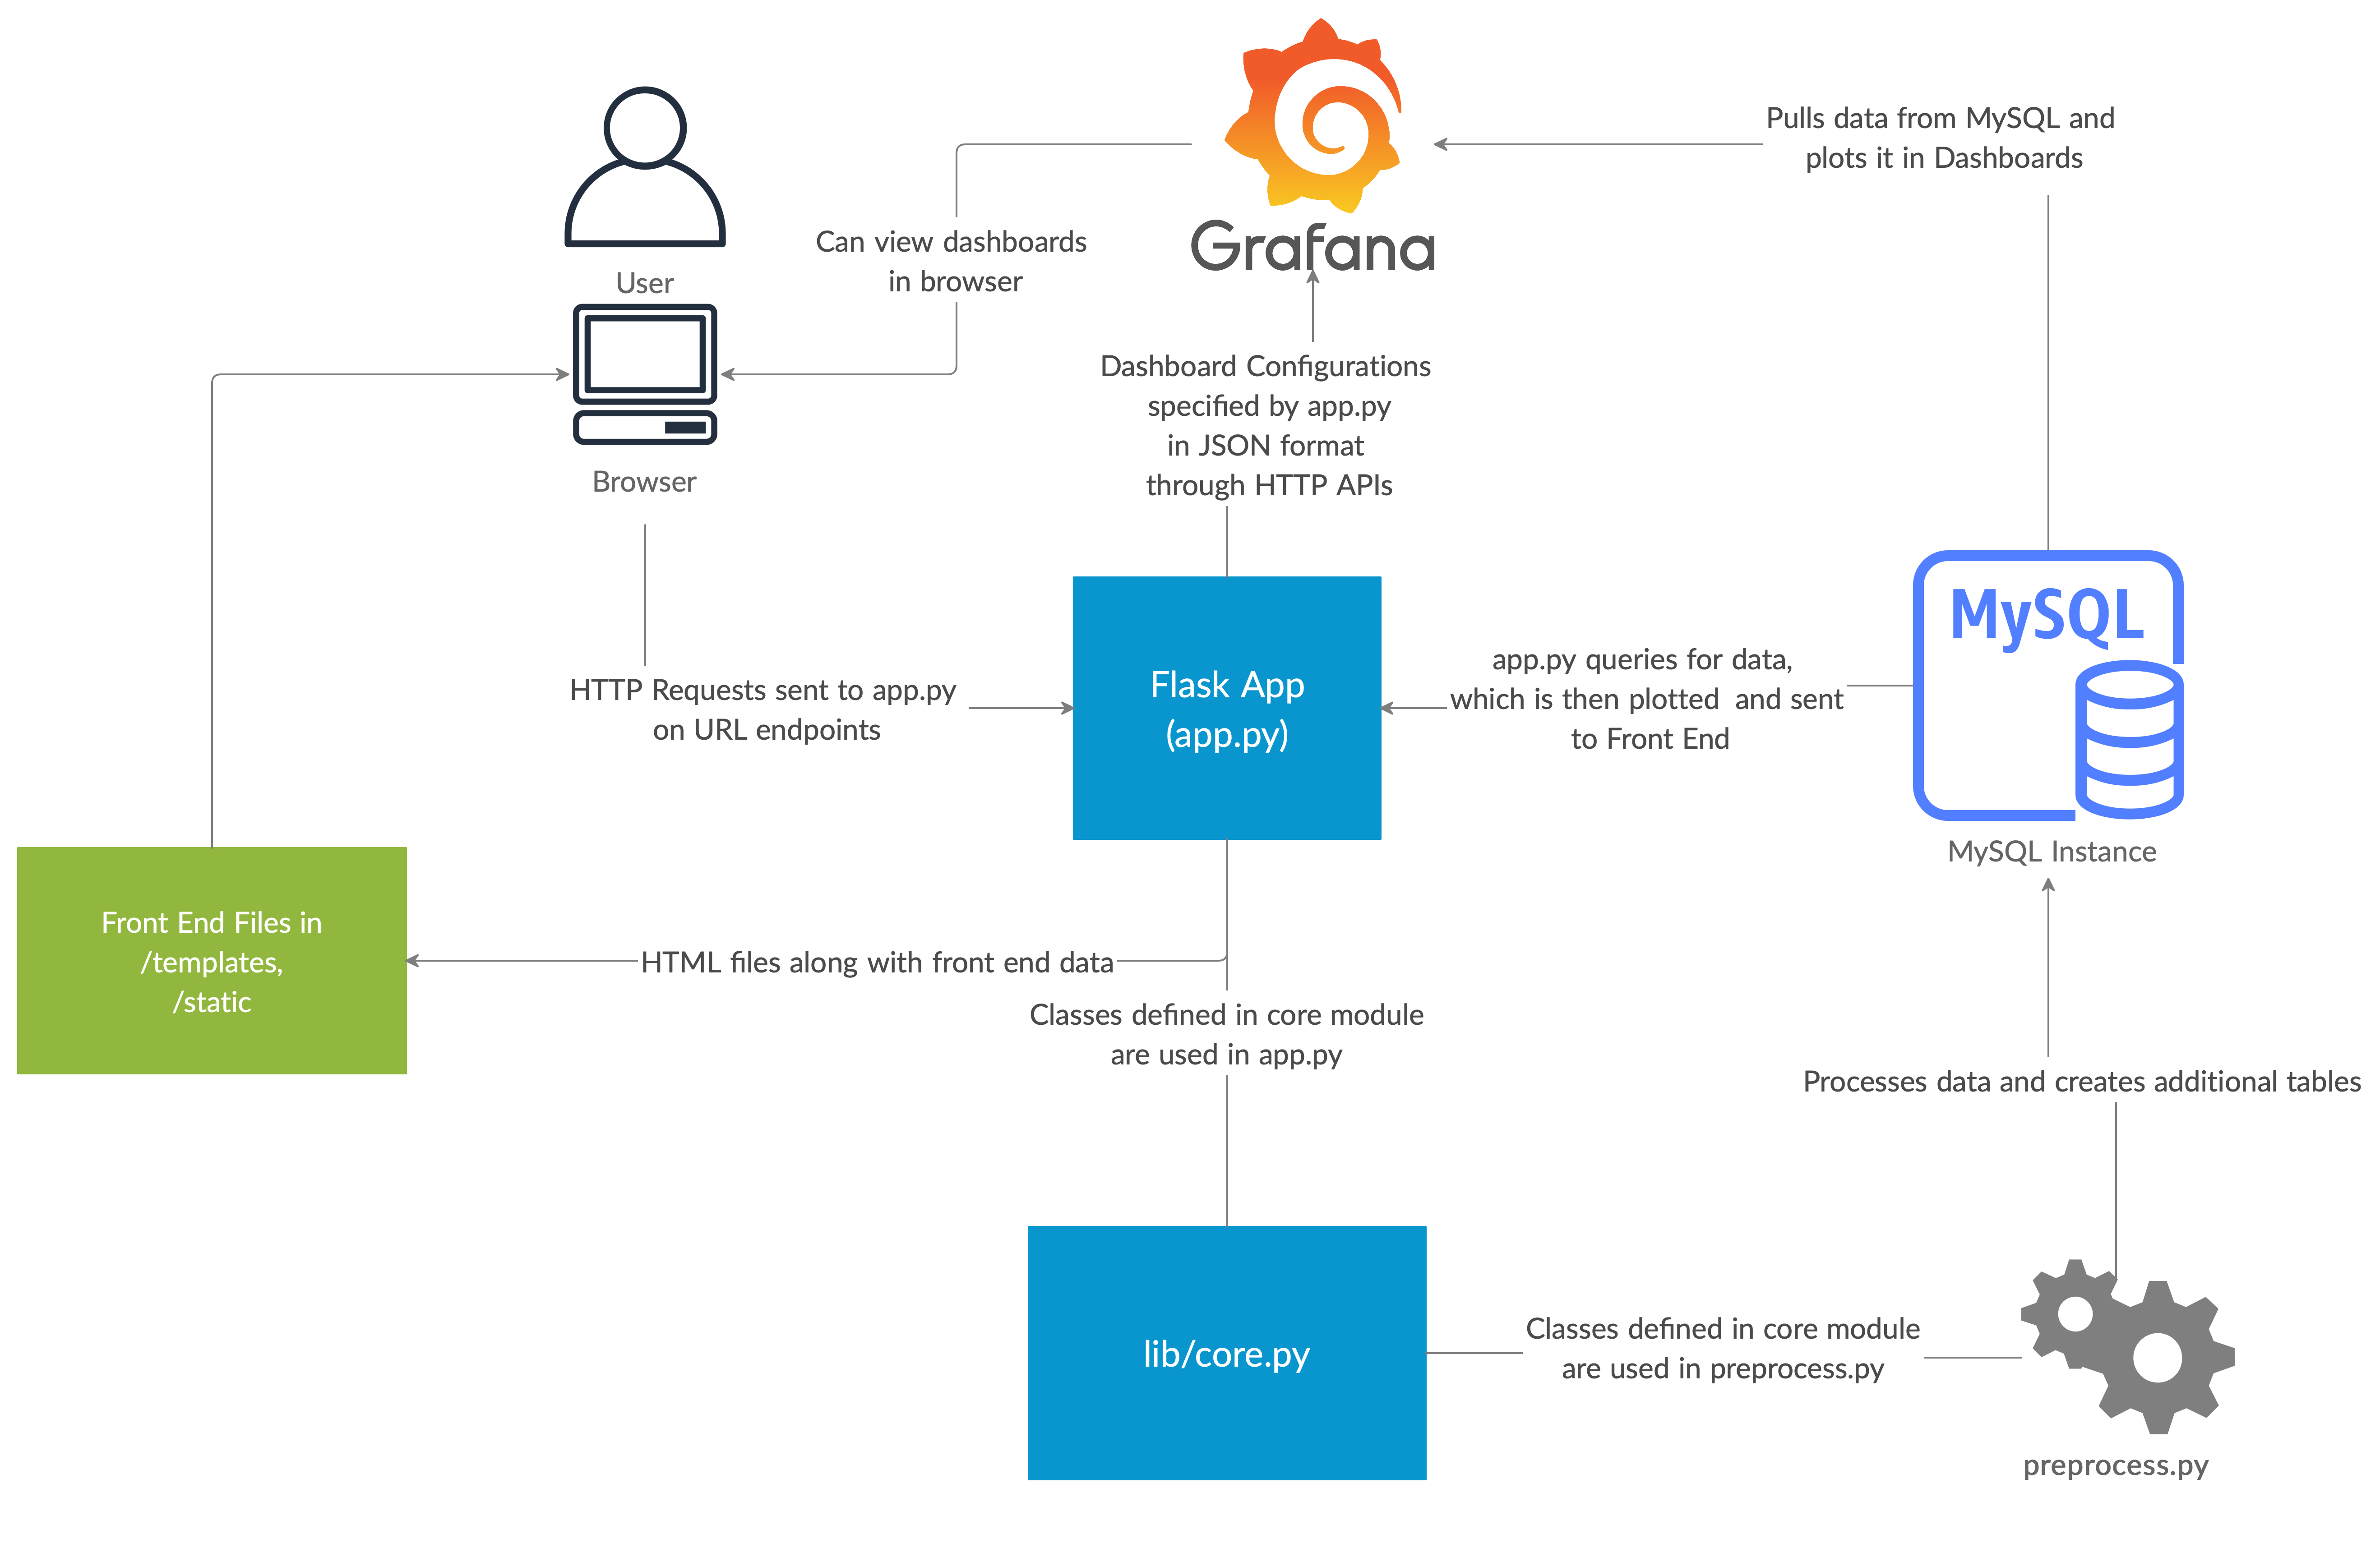 Pulls data from MySQL and
plots it in Dashboards
User
Can view dashboards
in browser
Grafana
Dashboard Configurations
specified by app.py
in JSON format
through HTTP APIs
Browser
HTTP Requests sent to app.py
on URL endpoints
Flask App
(app.py)
app.py queries for data,
which is then plotted and sent
to Front End
MySQL
MySQL Instance
Front End Files in
/templates,
/static
HTML files along with front end data
Classes defined in core module
are used in app.py
Processes data and creates additional tables
lib/core.py
Classes defined in core module
are used in preprocess.py
preprocess.py